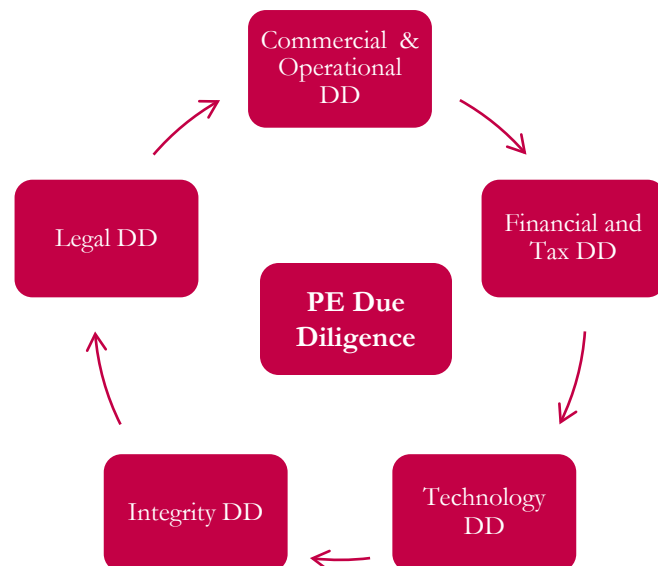 Commercial &
Operational
DD
Financial and
Tax DD
Legal DD
PE Due
Diligence
Technology
DD
Integrity DD